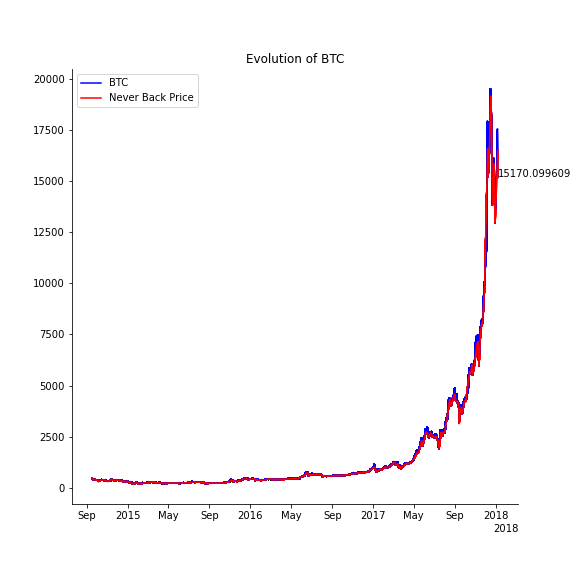 Evolution of BTC
BTC
Never Back Price
20000
17500
15000
12500
10000
7500
5000
2500
0
15170.099609
Sep 2015 May Sep 2016 May Sep 2017 May Sep 2018
2018